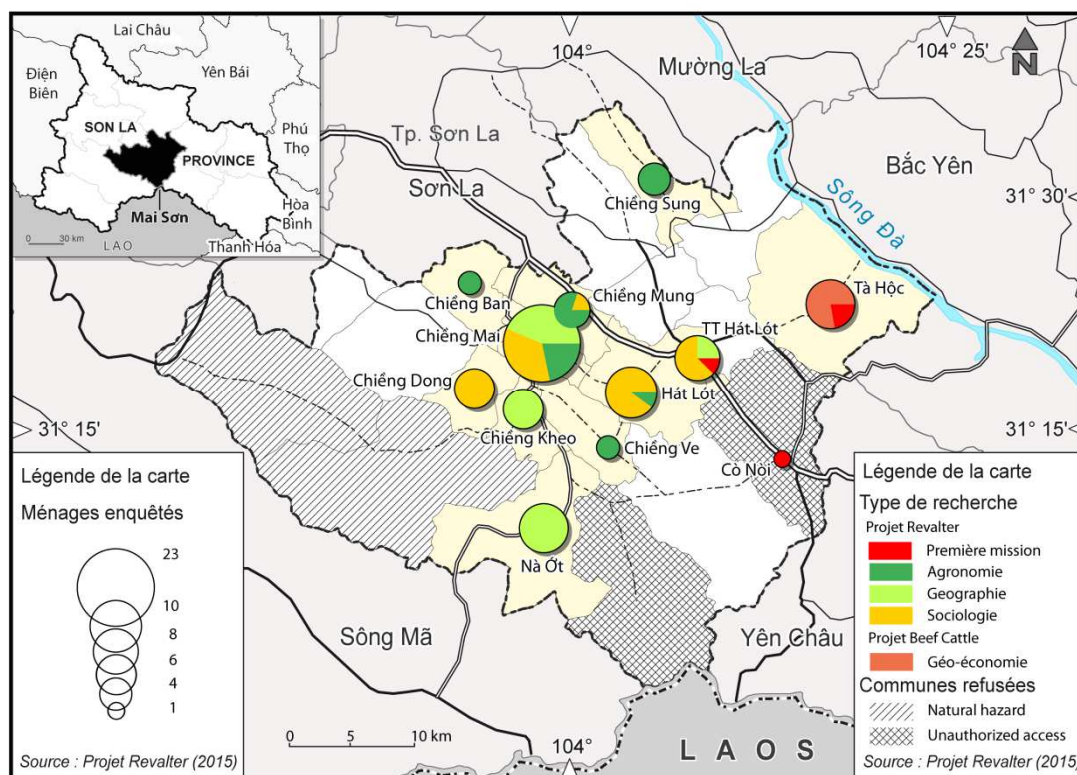 Lai Châu
Điện
Biên
Yên Bái
SON LA
PROVINCE
Phú
Thọ
Mai Sơn
Hòa
Bình
LAO
Thanh Hóa
0 30 km
104°
104° 25'
N
Mường La
Tp. Sơn La
Sơn La
Bắc Yên
31° 30'
Sông Đà
Chiềng Sung
Tà Hộc
Chiềng Ban
Chiềng Mung
Chiềng Mai
TT Hát Lót
Chiềng Dong
Hát Lót
31° 15'
Chiềng Kheo
Chiềng Ve
Cò Nòi
31° 15'
Nà Ớt
Sông Mã
Yên Châu
0 5 10 km
104°
LAOS
Légende de la carte
Ménages enquêtés
23
10
8
6
4
1
Source : Projet Revalter (2015)
Légende de la carte
Type de recherche
Projet Revalter
Première mission
Agronomie
Geographie
Sociologie
Projet Beef Cattle
Géo-économie
Communes refusées
Natural hazard
Unauthorized access
Source : Projet Revalter (2015)